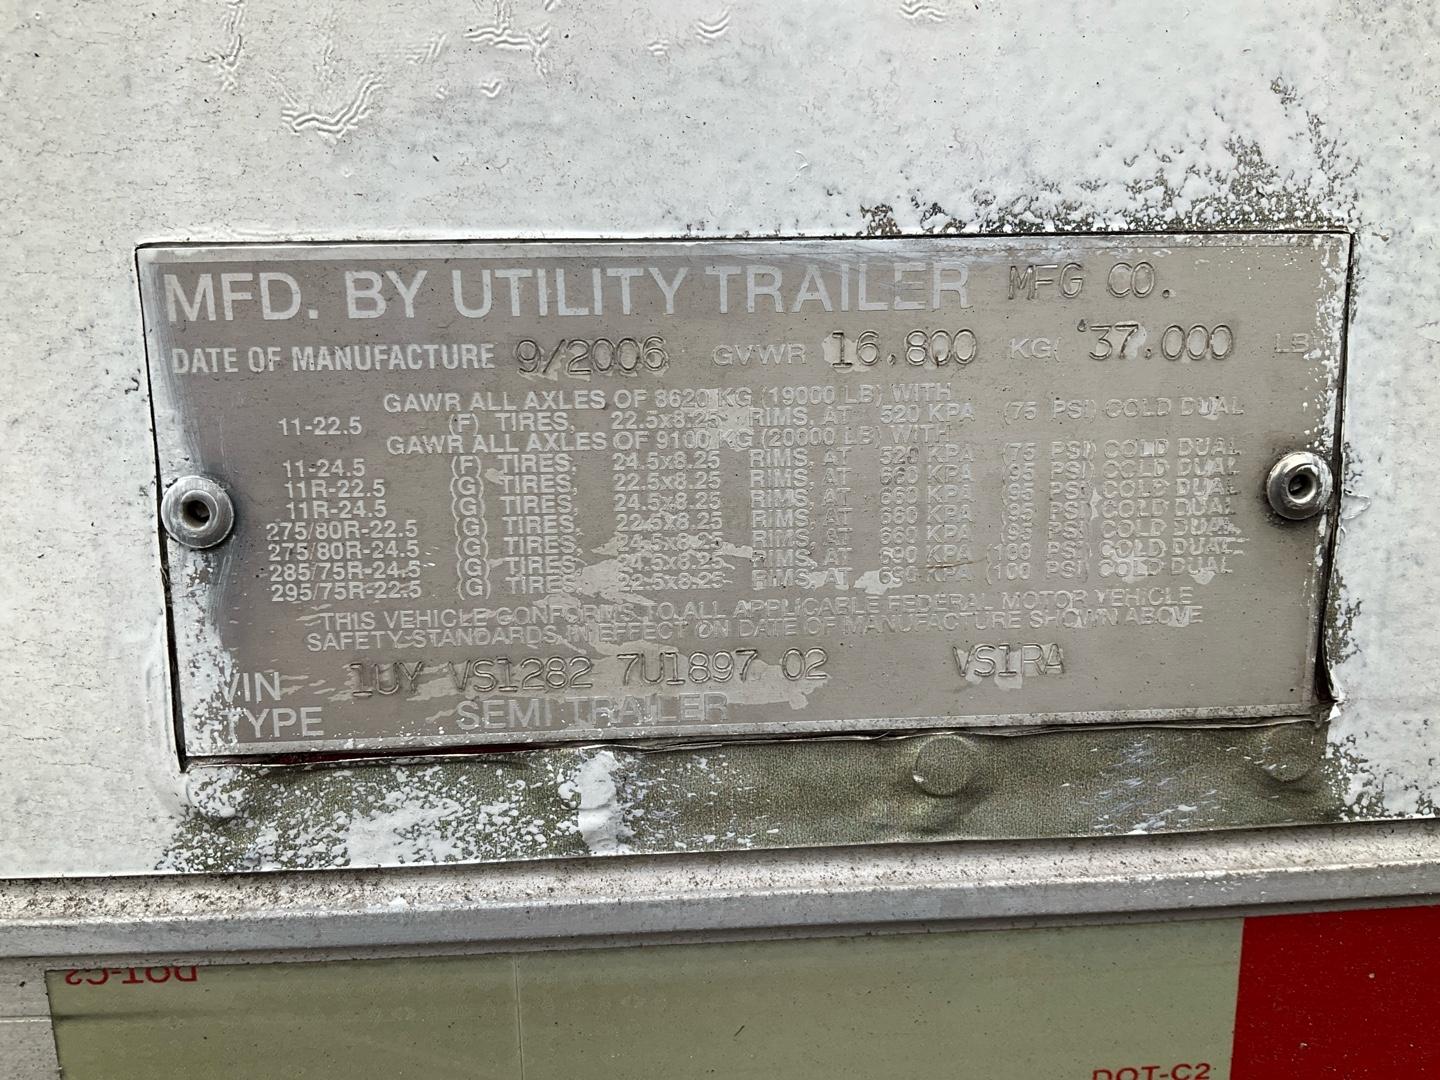 MFD. BY UTILITY TRAILER MFG CO.
DATE OF MANUFACTURE 9/2006 GVWR 16,800 KG( 37,000 LB)
GAWR ALL AXLES OF 8620 KG (19000 LB) WITH
11-22.5 (F) TIRES, 22.5x8.25 RIMS, AT 520 KPA (75 PSI) COLD DUAL
GAWR ALL AXLES OF 9100 KG (20000 LB) WITH
11-24.5 (F) TIRES, 24.5x8.25 RIMS, AT 520 KPA (75 PSI) COLD DUAL
11R-22.5 (G) TIRES, 22.5x8.25 RIMS, AT 660 KPA (95 PSI) COLD DUAL
11R-24.5 (G) TIRES, 24.5x8.25 RIMS, AT 660 KPA (95 PSI) COLD DUAL
275/80R-22.5 (G) TIRES, 22.5x8.25 RIMS, AT 660 KPA (95 PSI) COLD DUAL
275/80R-24.5 (G) TIRES, 24.5x8.25 RIMS, AT 660 KPA (95 PSI) COLD DUAL
285/75R-24.5 (G) TIRES, 24.5x8.25 RIMS, AT 690 KPA (100 PSI) COLD DUAL
295/75R-22.5 (G) TIRES, 22.5x8.25 RIMS, AT 690 KPA (100 PSI) COLD DUAL
THIS VEHICLE CONFORMS TO ALL APPLICABLE FEDERAL MOTOR VEHICLE
SAFETY STANDARDS IN EFFECT ON DATE OF MANUFACTURE SHOWN ABOVE
VIN 1UY VS1282 7U1897 02 VS1RA
TYPE SEMI TRAILER
DOT-C2
DOT-C2